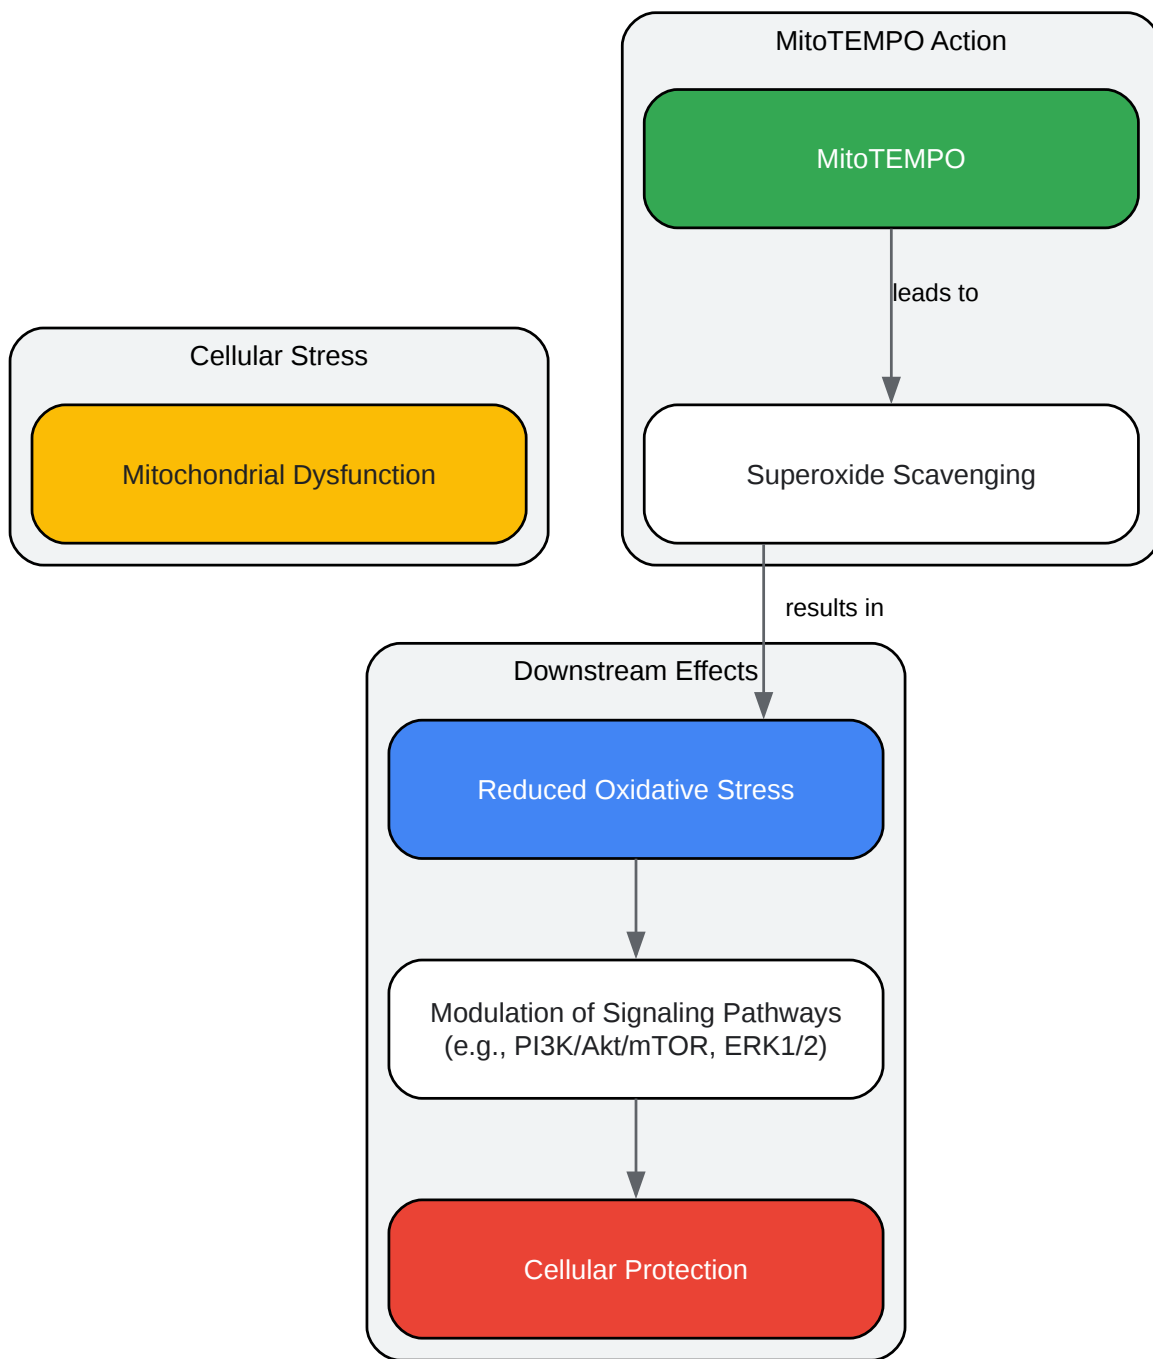 MitoTEMPO Action
MitoTEMPO
leads to
Cellular Stress
Mitochondrial Dysfunction
Superoxide Scavenging
results in
Downstream Effects
Reduced Oxidative Stress
Modulation of Signaling Pathways
(e.g., PI3K/Akt/mTOR, ERK1/2)
Cellular Protection